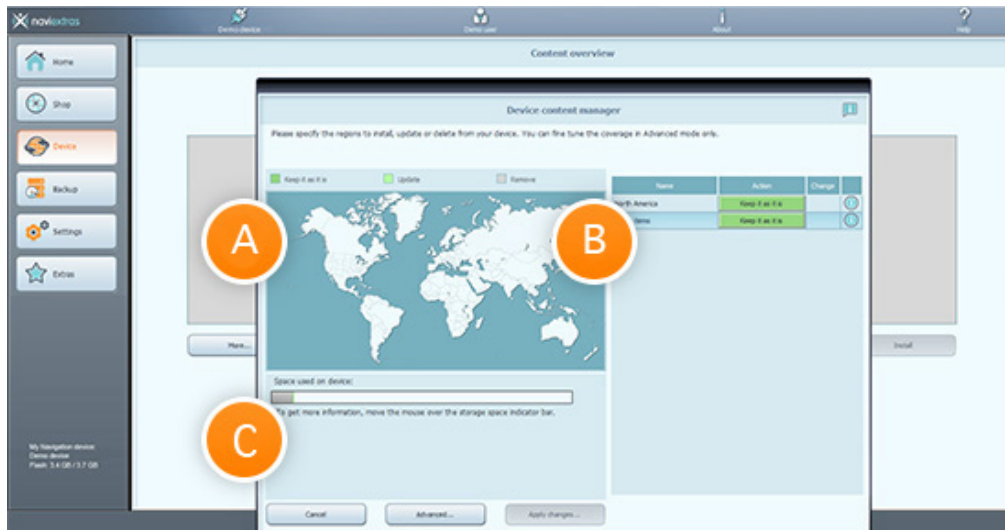 naviextras
Demo device
Demo user
About
Help
Content overview
Home
Shop
Device
Backup
Settings
Extras
Device content manager
Please specify the regions to install, update or delete from your device. You can fine tune the coverage in Advanced mode only.
Keep it as it is
Update
Remove
Name
Action
Change
North America
Keep it as it is
items
Keep it as it is
A
B
More...
Install
Space used on device:
To get more information, move the mouse over the storage space indicator bar.
C
My Navigation device:
Demo device
Flash: 3.4 GB / 3.7 GB
Cancel
Advanced...
Apply changes...